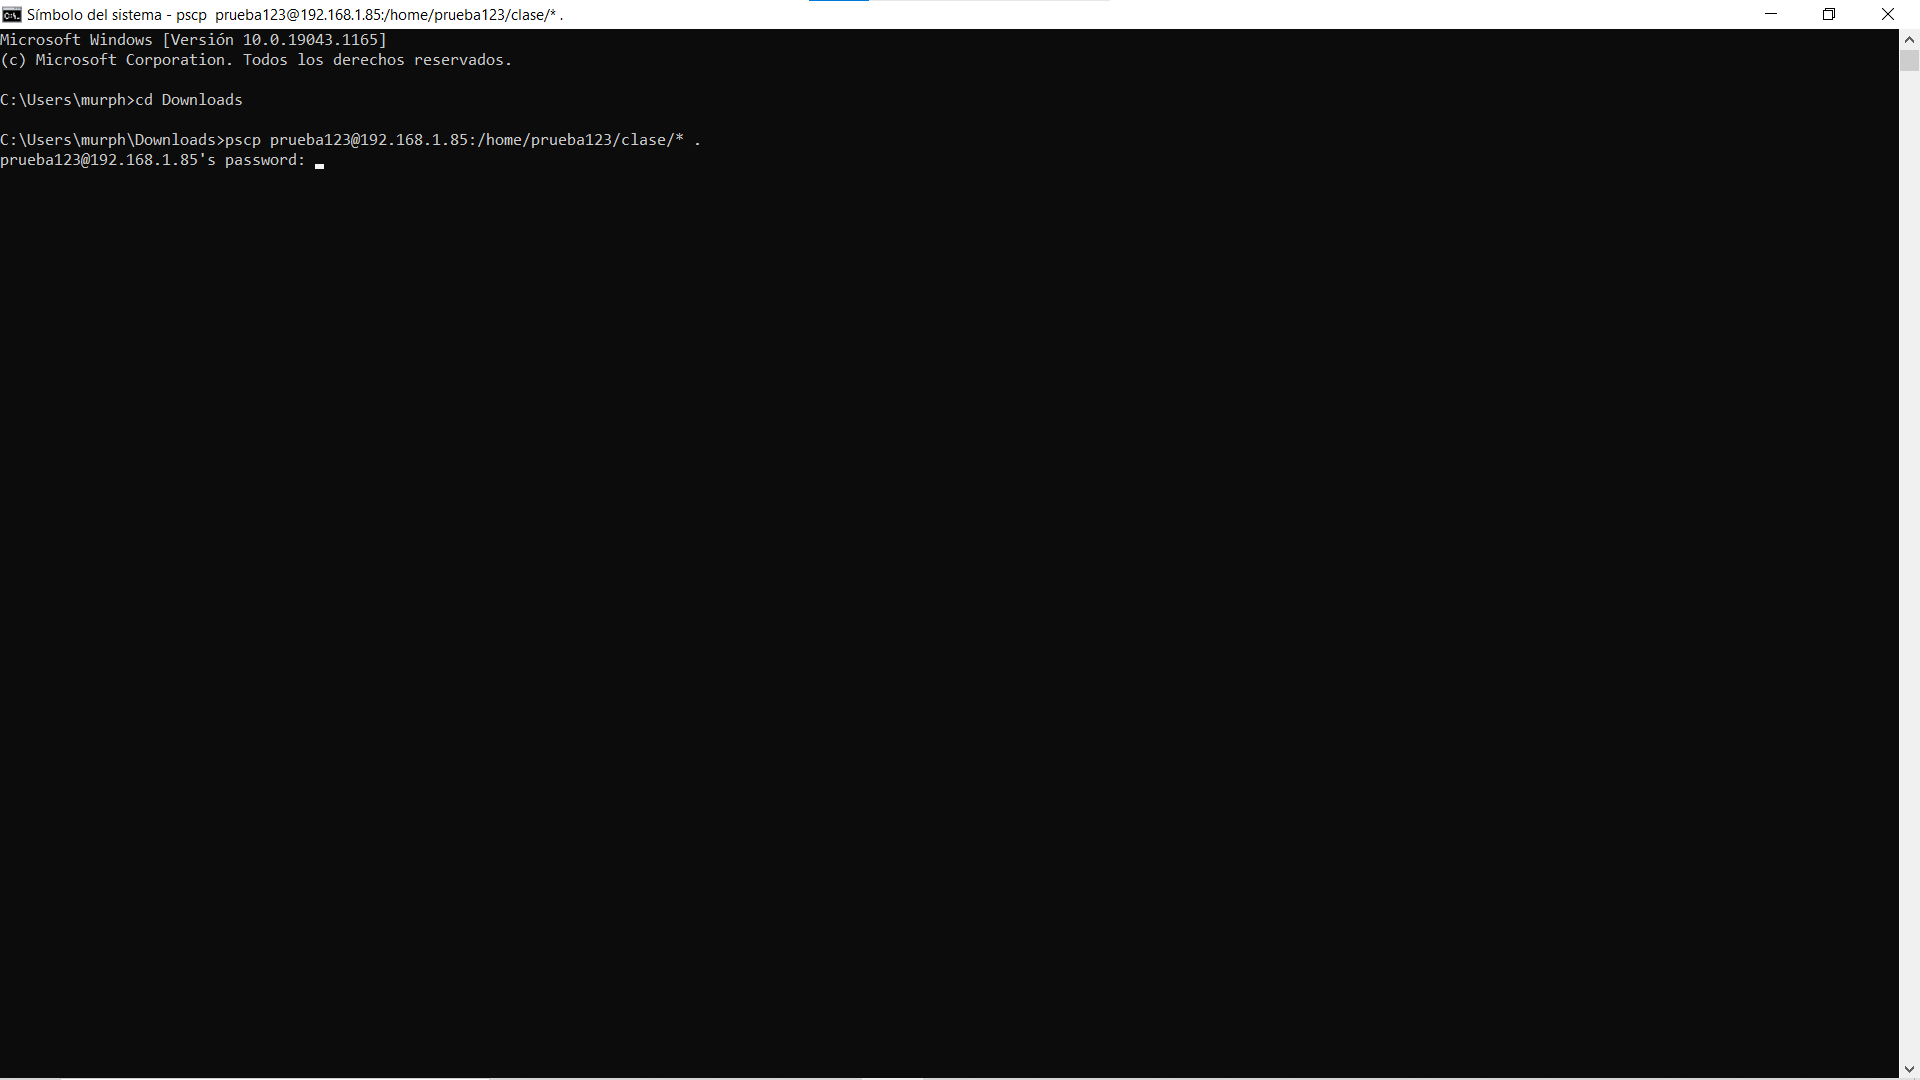 Símbolo del sistema - pscp  prueba123@192.168.1.85:/home/prueba123/clase/* .
Microsoft Windows [Versión 10.0.19043.1165]
(c) Microsoft Corporation. Todos los derechos reservados.
C:\Users\murph>cd Downloads
C:\Users\murph\Downloads>pscp prueba123@192.168.1.85:/home/prueba123/clase/* .
prueba123@192.168.1.85's password: